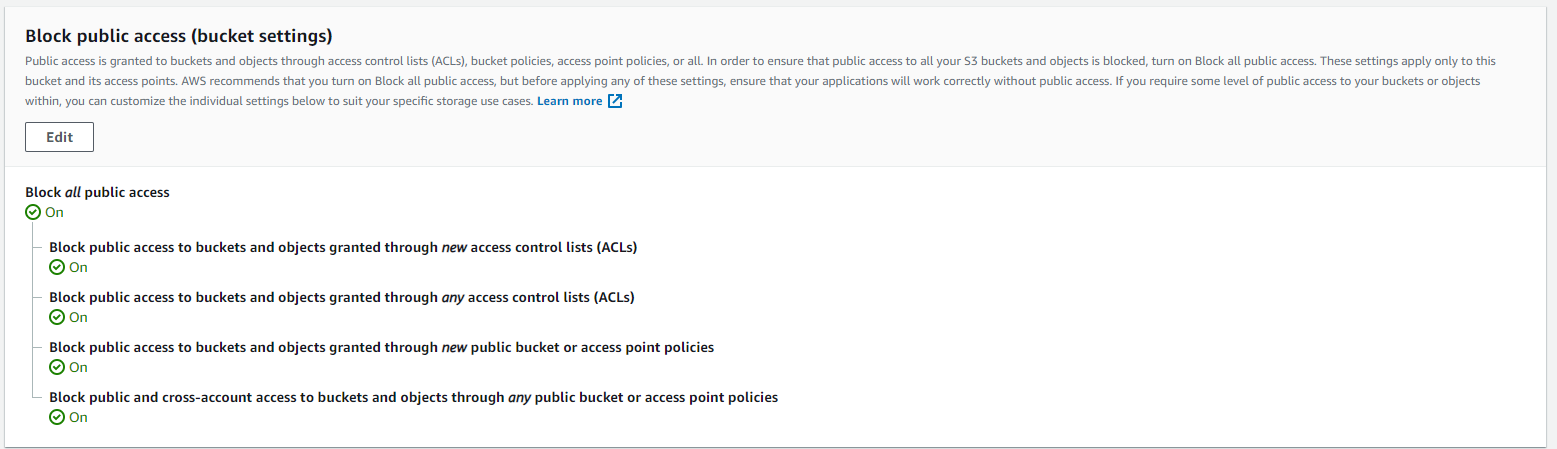 Block public access (bucket settings)
Public access is granted to buckets and objects through access control lists (ACLs), bucket policies, access point policies, or all. In order to ensure that public access to all your S3 buckets and objects is blocked, turn on Block all public access. These settings apply only to this
bucket and its access points. AWS recommends that you turn on Block all public access, but before applying any of these settings, ensure that your applications will work correctly without public access. If you require some level of public access to your buckets or objects
within, you can customize the individual settings below to suit your specific storage use cases. Learn more
Edit
Block all public access
On
Block public access to buckets and objects granted through new access control lists (ACLs)
On
Block public access to buckets and objects granted through any access control lists (ACLs)
On
Block public access to buckets and objects granted through new public bucket or access point policies
On
Block public and cross-account access to buckets and objects through any public bucket or access point policies
On